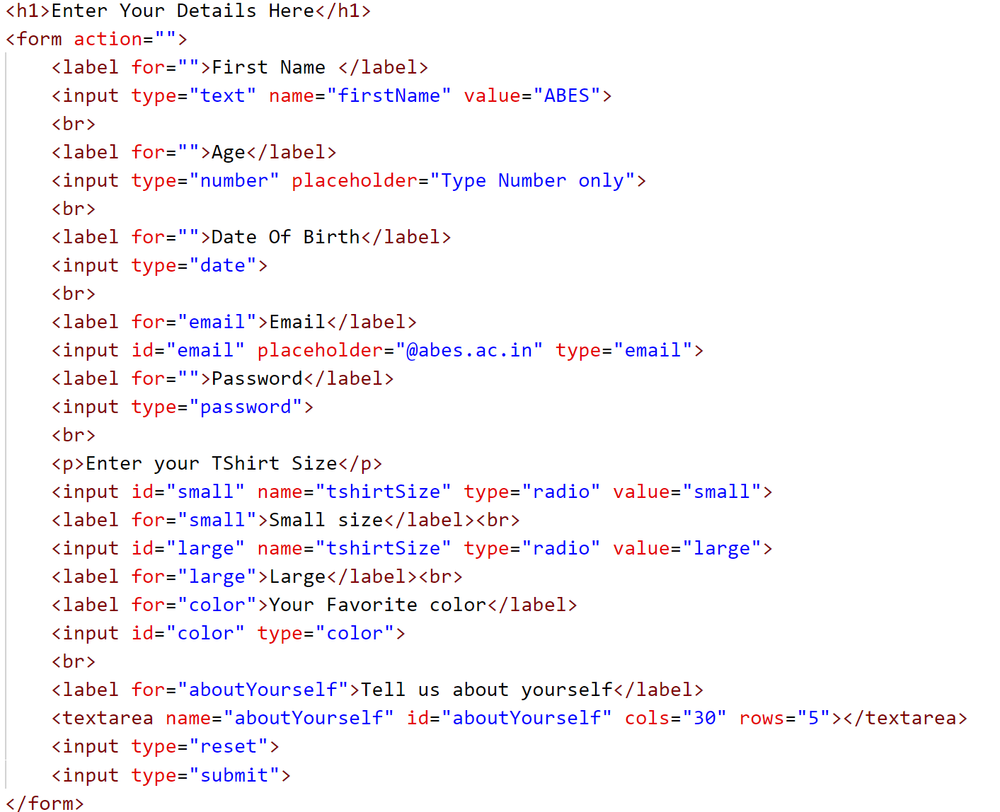 <h1>Enter Your Details Here</h1>
<form action="">
    <label for="">First Name </label>
    <input type="text" name="firstName" value="ABES">
    <br>
    <label for="">Age</label>
    <input type="number" placeholder="Type Number only">
    <br>
    <label for="">Date Of Birth</label>
    <input type="date">
    <br>
    <label for="email">Email</label>
    <input id="email" placeholder="@abes.ac.in" type="email">
    <label for="">Password</label>
    <input type="password">
    <br>
    <p>Enter your TShirt Size</p>
    <input id="small" name="tshirtSize" type="radio" value="small">
    <label for="small">Small size</label><br>
    <input id="large" name="tshirtSize" type="radio" value="large">
    <label for="large">Large</label><br>
    <label for="color">Your Favorite color</label>
    <input id="color" type="color">
    <br>
    <label for="aboutYourself">Tell us about yourself</label>
    <textarea name="aboutYourself" id="aboutYourself" cols="30" rows="5"></textarea>
    <input type="reset">
    <input type="submit">
</form>